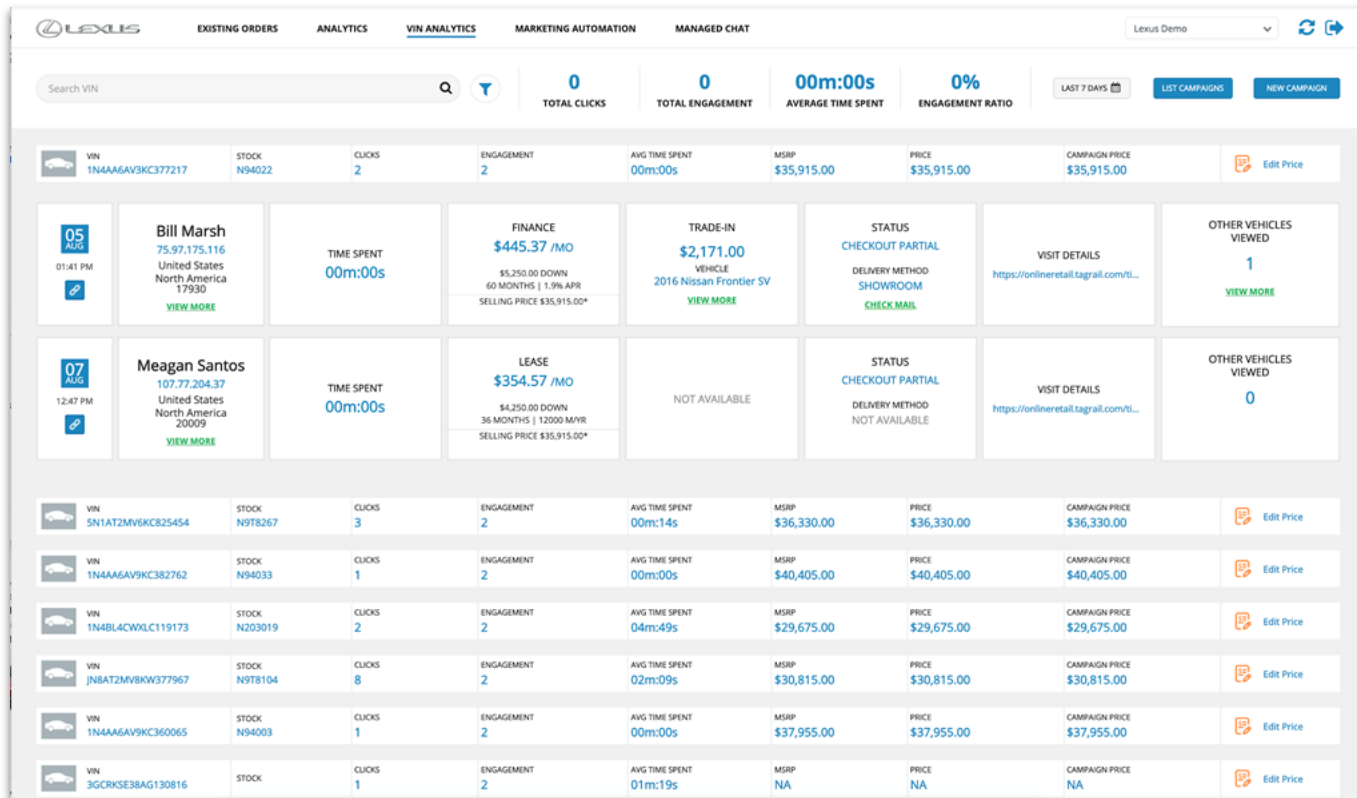 LEXUS EXISTING ORDERS ANALYTICS VIN ANALYTICS MARKETING AUTOMATION MANAGED CHAT Lexus Demo
Search VIN
0 0 00m:00s 0%
TOTAL CLICKS TOTAL ENGAGEMENT AVERAGE TIME SPENT ENGAGEMENT RATIO
LAST 7 DAYS LIST CAMPAIGNS NEW CAMPAIGN
VIN STOCK CLICKS ENGAGEMENT AVG TIME SPENT MSRP PRICE CAMPAIGN PRICE
1N4AA6AV3KC377217 N94022 2 2 00m:00s $35,915.00 $35,915.00 $35,915.00 Edit Price
05
AUG
01:41 PM
Bill Marsh
75.97.175.116
United States
North America
17930
VIEW MORE
TIME SPENT
00m:00s
FINANCE
$445.37 /MO
$5,250.00 DOWN
60 MONTHS | 1.9% APR
SELLING PRICE $35,915.00*
TRADE-IN
$2,171.00
VEHICLE
2016 Nissan Frontier SV
VIEW MORE
STATUS
CHECKOUT PARTIAL
DELIVERY METHOD
SHOWROOM
CHECK MAIL
VISIT DETAILS
https://onlineretail.tagrail.com/ti...
OTHER VEHICLES
VIEWED
1
VIEW MORE
07
AUG
12:47 PM
Meagan Santos
107.77.204.37
United States
North America
20009
VIEW MORE
TIME SPENT
00m:00s
LEASE
$354.57 /MO
$4,250.00 DOWN
36 MONTHS | 12000 M/YR
SELLING PRICE $35,915.00*
NOT AVAILABLE
STATUS
CHECKOUT PARTIAL
DELIVERY METHOD
NOT AVAILABLE
VISIT DETAILS
https://onlineretail.tagrail.com/ti...
OTHER VEHICLES
VIEWED
0
VIN STOCK CLICKS ENGAGEMENT AVG TIME SPENT MSRP PRICE CAMPAIGN PRICE
5N1AT2MV6KC825454 N9T8267 3 2 00m:14s $36,330.00 $36,330.00 $36,330.00 Edit Price
VIN STOCK CLICKS ENGAGEMENT AVG TIME SPENT MSRP PRICE CAMPAIGN PRICE
1N4AA6AV9KC382762 N94033 1 2 00m:00s $40,405.00 $40,405.00 $40,405.00 Edit Price
VIN STOCK CLICKS ENGAGEMENT AVG TIME SPENT MSRP PRICE CAMPAIGN PRICE
1N4BL4CWXLC119173 N203019 2 2 04m:49s $29,675.00 $29,675.00 $29,675.00 Edit Price
VIN STOCK CLICKS ENGAGEMENT AVG TIME SPENT MSRP PRICE CAMPAIGN PRICE
JN8AT2MV8KW377967 N9T8104 8 2 02m:09s $30,815.00 $30,815.00 $30,815.00 Edit Price
VIN STOCK CLICKS ENGAGEMENT AVG TIME SPENT MSRP PRICE CAMPAIGN PRICE
1N4AA6AV9KC360065 N94003 1 2 00m:00s $37,955.00 $37,955.00 $37,955.00 Edit Price
VIN STOCK CLICKS ENGAGEMENT AVG TIME SPENT MSRP PRICE CAMPAIGN PRICE
3GCRKSE38AG130816 1 2 01m:19s NA NA NA Edit Price